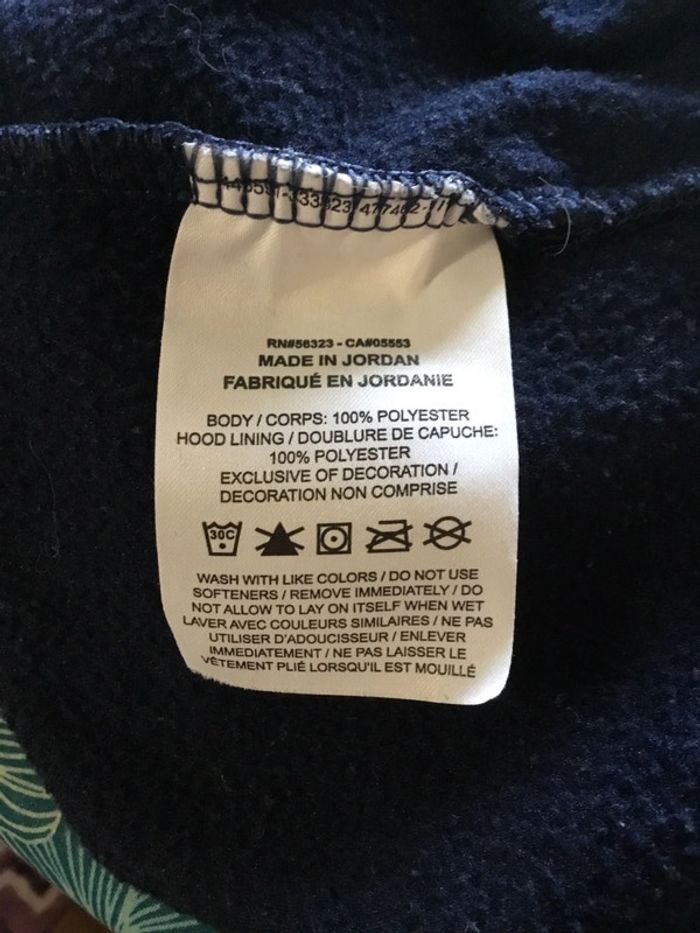 RN#56323 - CA#05553
MADE IN JORDAN
FABRIQUÉ EN JORDANIE
BODY / CORPS: 100% POLYESTER
HOOD LINING / DOUBLURE DE CAPUCHE:
100% POLYESTER
EXCLUSIVE OF DECORATION /
DECORATION NON COMPRISE
30C
WASH WITH LIKE COLORS / DO NOT USE
SOFTENERS / REMOVE IMMEDIATELY / DO
NOT ALLOW TO LAY ON ITSELF WHEN WET
LAVER AVEC COULEURS SIMILAIRES / NE PAS
UTILISER D'ADOUCISSEUR / ENLEVER
IMMEDIATEMENT / NE PAS LAISSER LE
VÊTEMENT PLIÉ LORSQU'IL EST MOUILLÉ